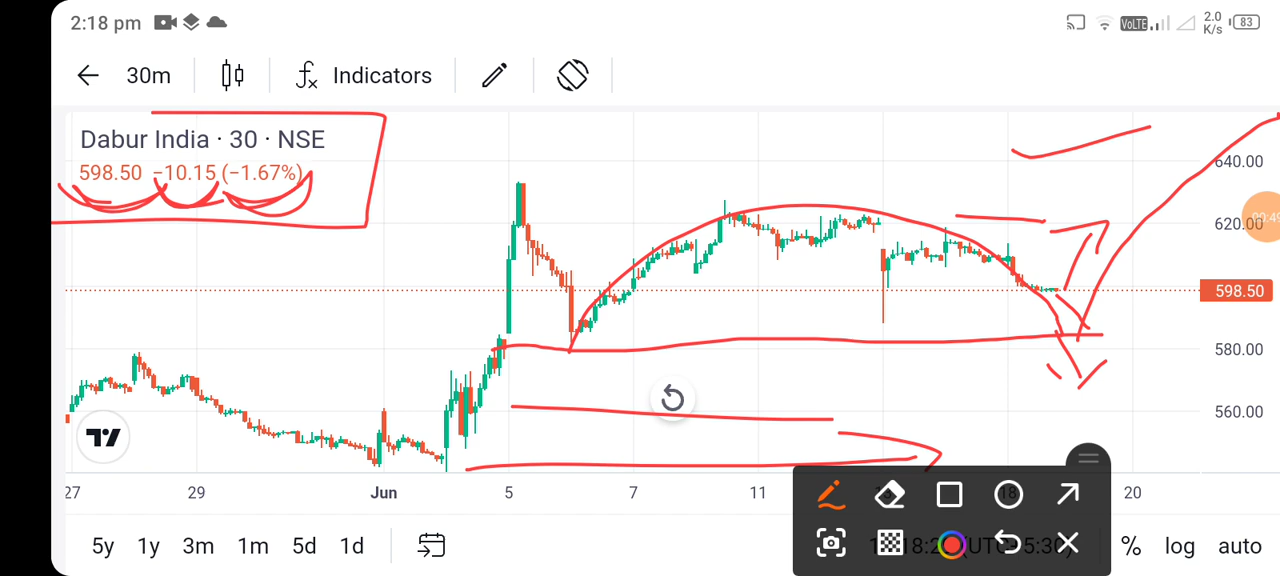 2:18 pm
VoLTE
2.0
K/s
83
30m
Indicators
Dabur India · 30 · NSE
598.50 −10.15 (−1.67%)
640.00
620.00
598.50
580.00
560.00
27 29 Jun 5 7 11 18 20
5y 1y 3m 1m 5d 1d
% log auto